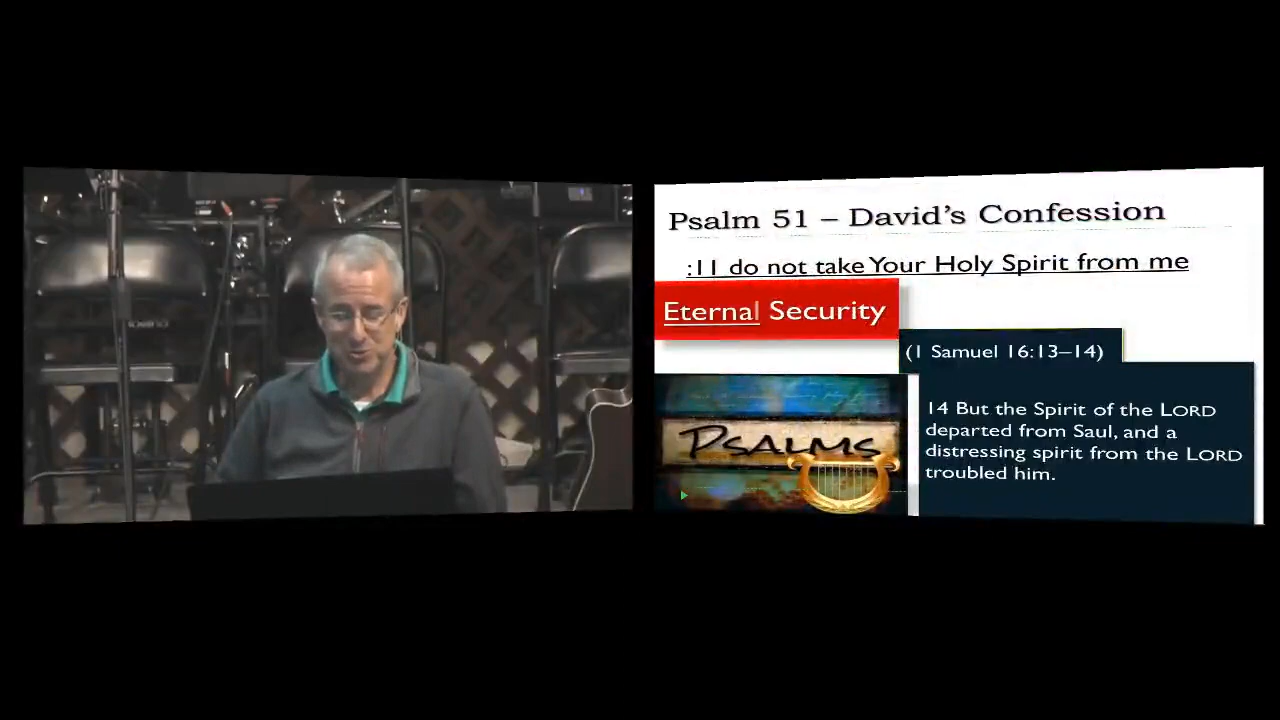 Psalm 51 – David's Confession
:11 do not take Your Holy Spirit from me
Eternal Security
(1 Samuel 16:13–14)
PSALMS
14 But the Spirit of the LORD
departed from Saul, and a
distressing spirit from the LORD
troubled him.